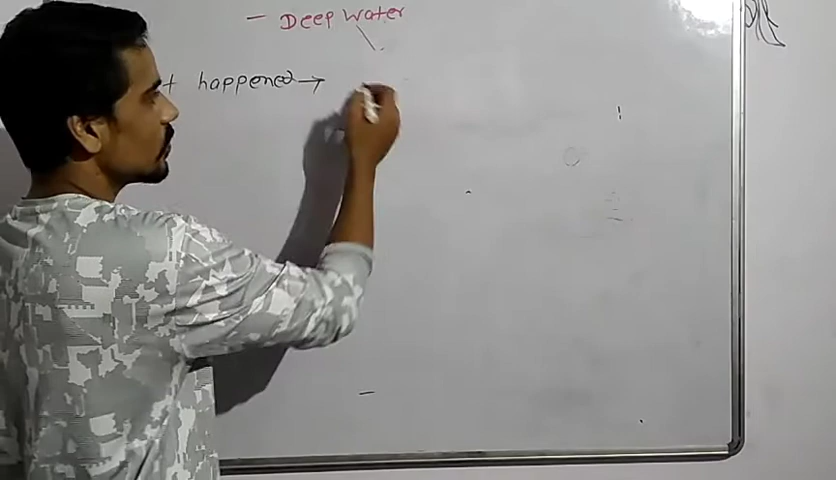 - Deep Water
happened →